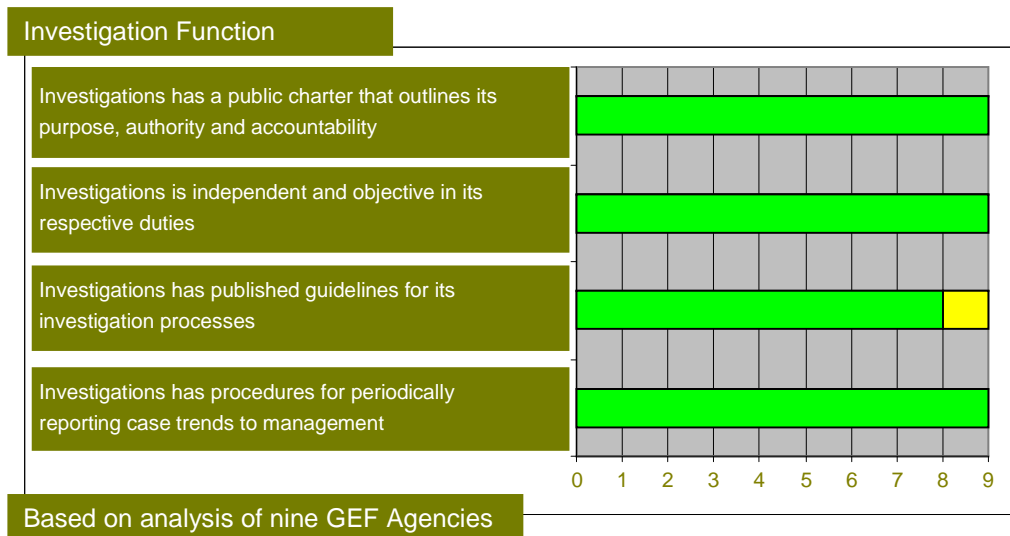 Investigation Function
Investigations has a public charter that outlines its
purpose, authority and accountability
Investigations is independent and objective in its
respective duties
Investigations has published guidelines for its
investigation processes
Investigations has procedures for periodically
reporting case trends to management
0 1 2 3 4 5 6 7 8 9
Based on analysis of nine GEF Agencies